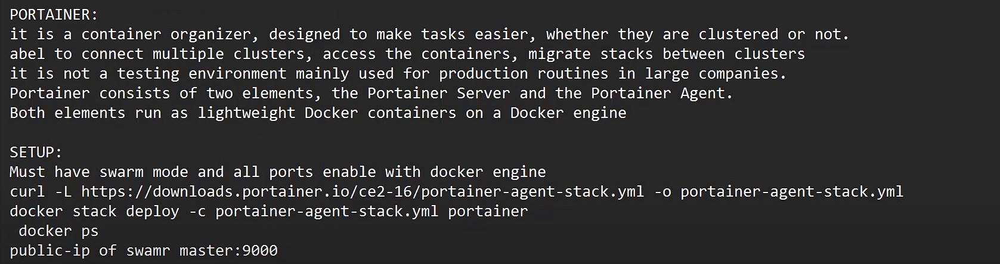 PORTAINER:
it is a container organizer, designed to make tasks easier, whether they are clustered or not.
abel to connect multiple clusters, access the containers, migrate stacks between clusters
it is not a testing environment mainly used for production routines in large companies.
Portainer consists of two elements, the Portainer Server and the Portainer Agent.
Both elements run as lightweight Docker containers on a Docker engine
SETUP:
Must have swarm mode and all ports enable with docker engine
curl -L https://downloads.portainer.io/ce2-16/portainer-agent-stack.yml -o portainer-agent-stack.yml
docker stack deploy -c portainer-agent-stack.yml portainer
docker ps
public-ip of swamr master:9000